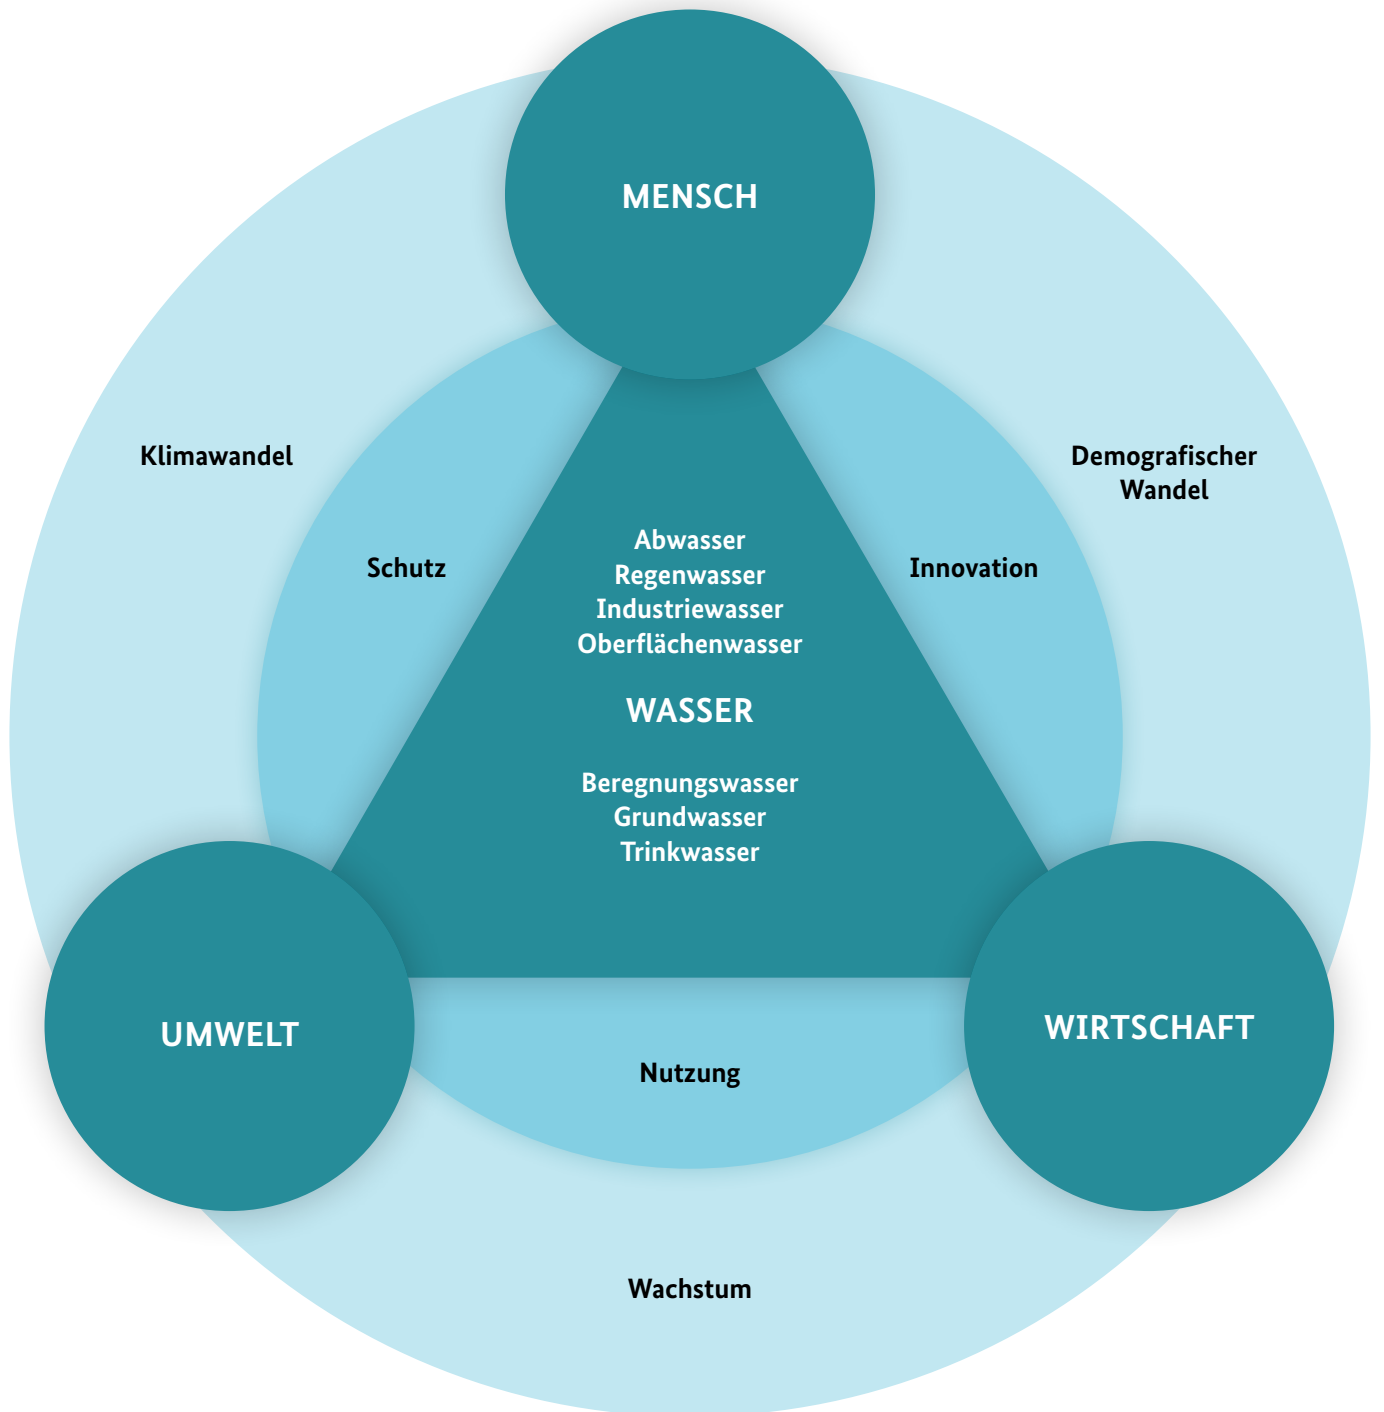 MENSCH
Klimawandel
Demografischer
Wandel
Schutz
Innovation
Abwasser
Regenwasser
Industriewasser
Oberflächenwasser
WASSER
Beregnungswasser
Grundwasser
Trinkwasser
UMWELT
WIRTSCHAFT
Nutzung
Wachstum